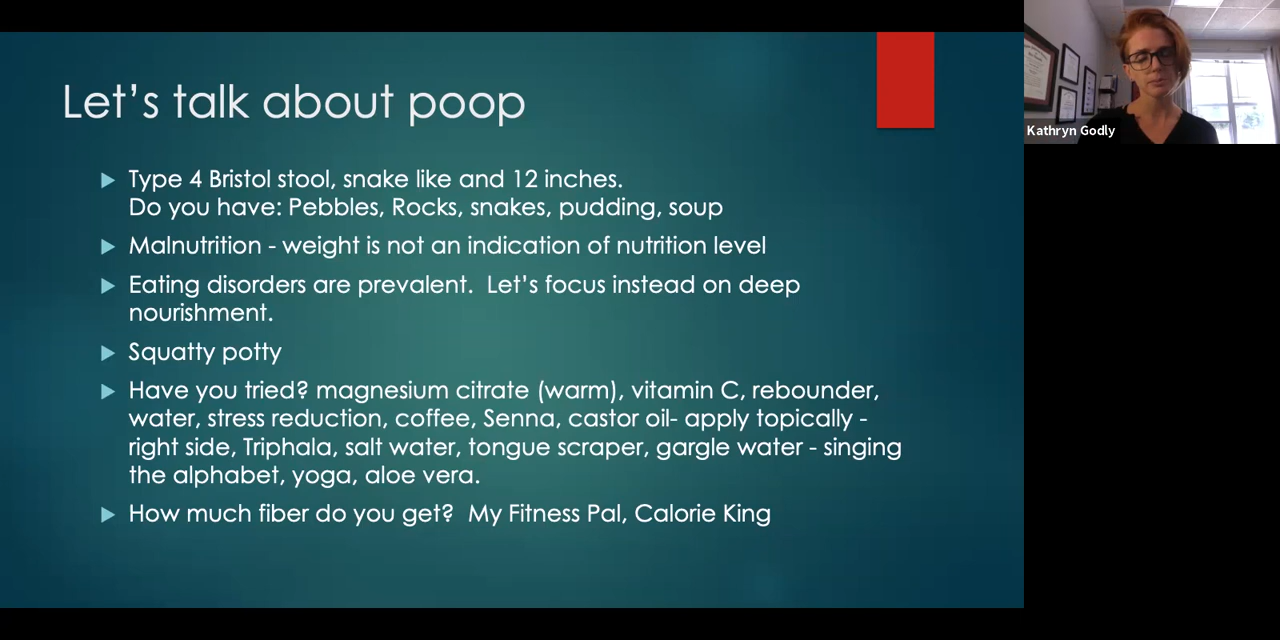 Let's talk about poop
Type 4 Bristol stool, snake like and 12 inches.
Do you have: Pebbles, Rocks, snakes, pudding, soup
Malnutrition - weight is not an indication of nutrition level
Eating disorders are prevalent.  Let's focus instead on deep
nourishment.
Squatty potty
Have you tried? magnesium citrate (warm), vitamin C, rebounder,
water, stress reduction, coffee, Senna, castor oil- apply topically -
right side, Triphala, salt water, tongue scraper, gargle water - singing
the alphabet, yoga, aloe vera.
How much fiber do you get?  My Fitness Pal, Calorie King
Kathryn Godly